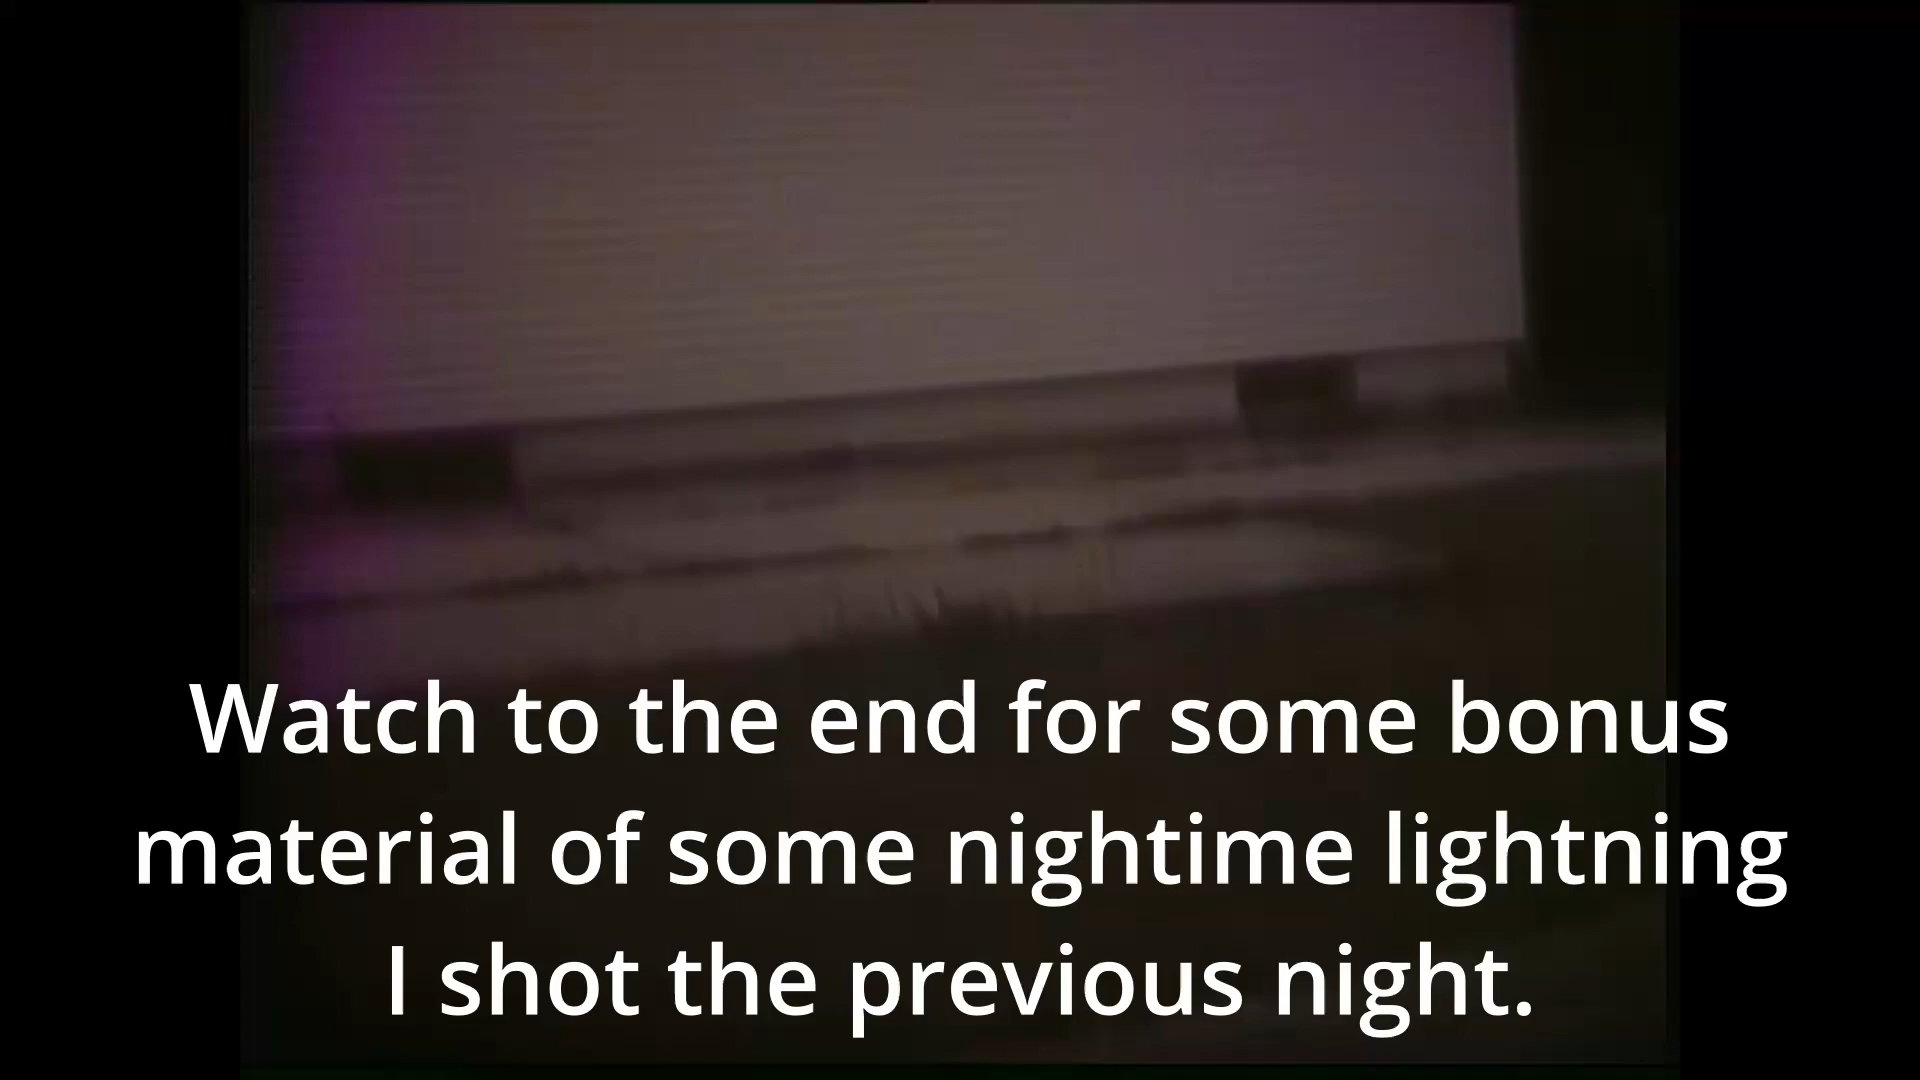 Watch to the end for some bonus
material of some nightime lightning
I shot the previous night.